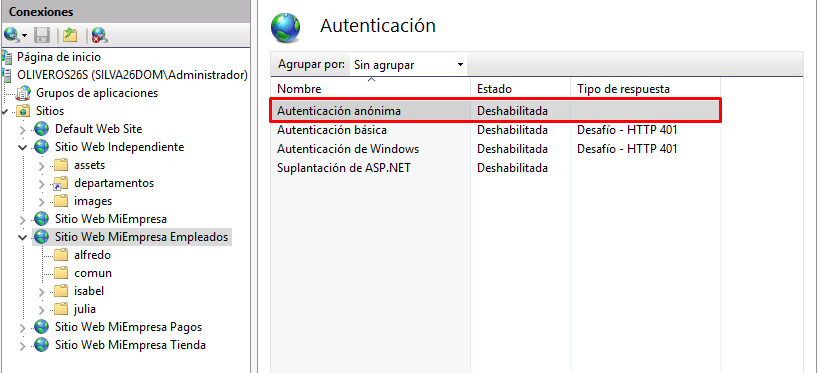 Conexiones
Página de inicio
OLIVEROS26S (SILVA26DOM\Administrador)
Grupos de aplicaciones
Sitios
Default Web Site
Sitio Web Independiente
assets
departamentos
images
Sitio Web MiEmpresa
Sitio Web MiEmpresa Empleados
alfredo
comun
isabel
julia
Sitio Web MiEmpresa Pagos
Sitio Web MiEmpresa Tienda
Autenticación
Agrupar por: Sin agrupar
Nombre Estado Tipo de respuesta
Autenticación anónima Deshabilitada
Autenticación básica Deshabilitada Desafío - HTTP 401
Autenticación de Windows Deshabilitada Desafío - HTTP 401
Suplantación de ASP.NET Deshabilitada